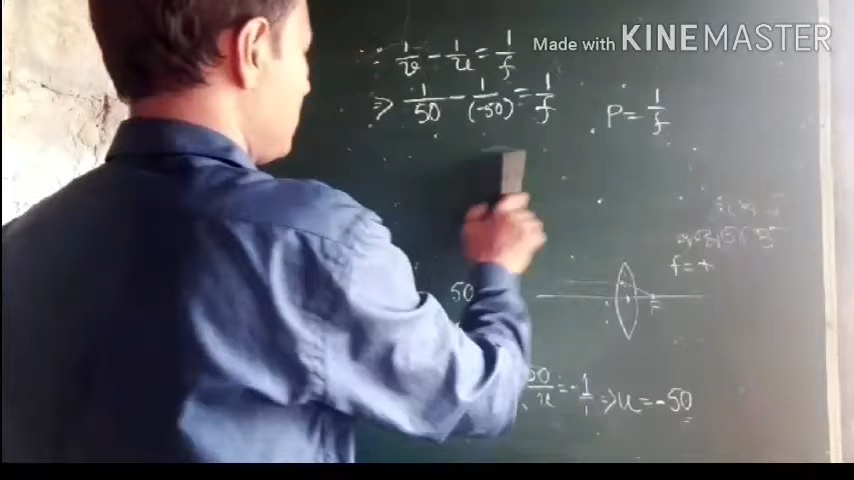 Made with KINEMASTER
∴ 1/v - 1/u = 1/f
⇒ 1/50 - 1/(-50) = 1/f
P = 1/f
f = +
50
F
50/u = -1/1 ⇒ u = -50